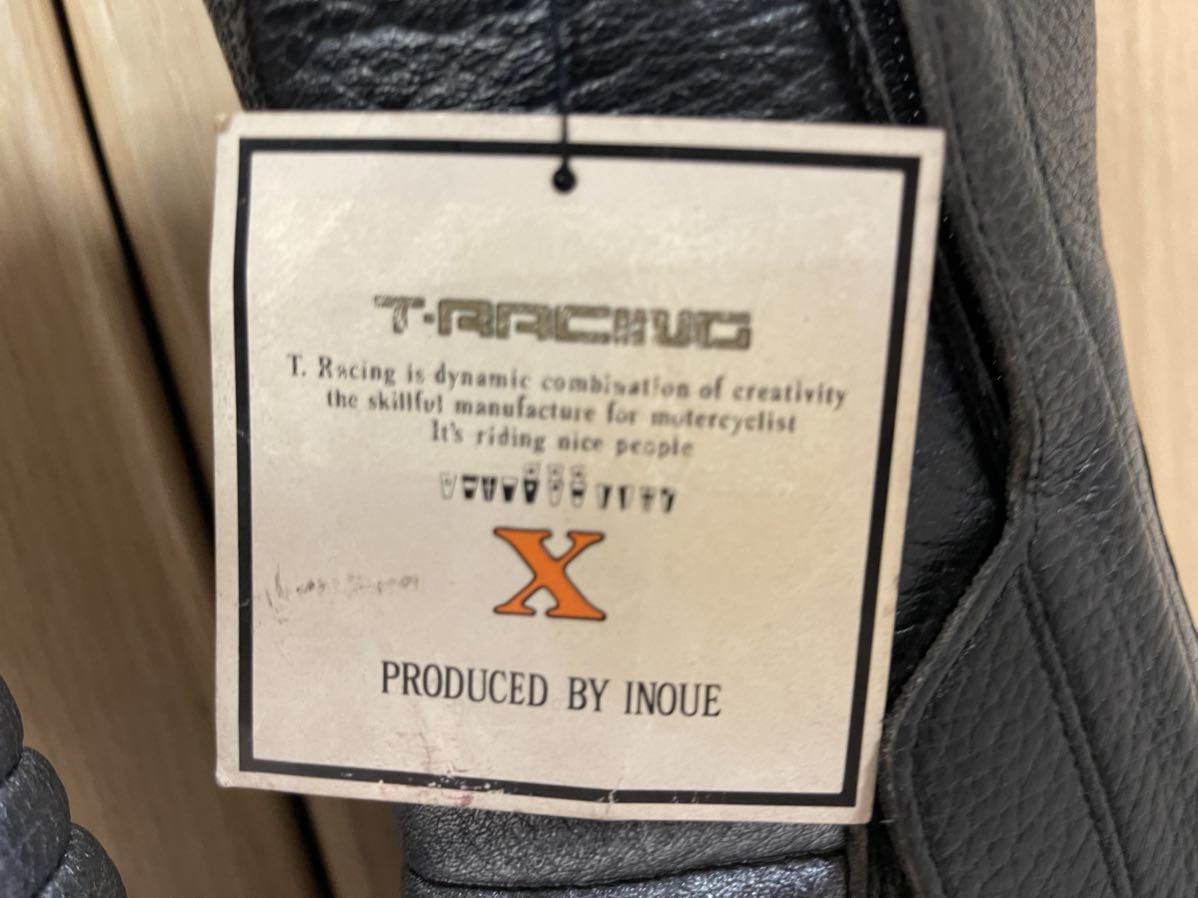 T·RACING
T. Racing is dynamic combination of creativity
the skillful manufacture for motercyclist
It's riding nice people
X
PRODUCED BY INOUE